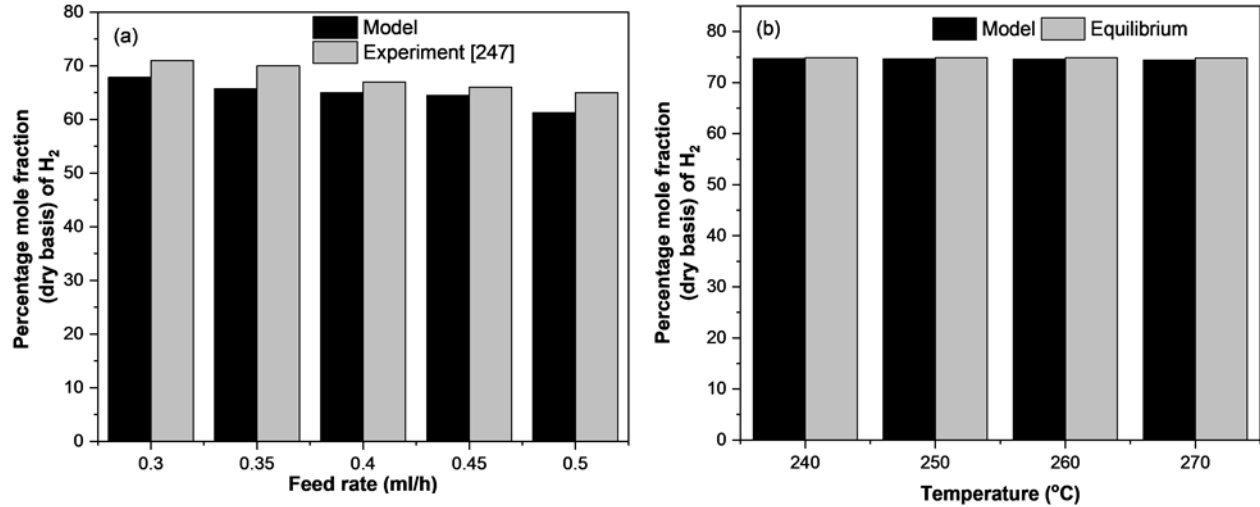 (a)
Model
Experiment [247]
Percentage mole fraction
(dry basis) of H₂
80
70
60
50
40
30
20
10
0
0.3 0.35 0.4 0.45 0.5
Feed rate (ml/h)
(b)
Model Equilibrium
Percentage mole fraction
(dry basis) of H₂
80
70
60
50
40
30
20
10
0
240 250 260 270
Temperature (°C)